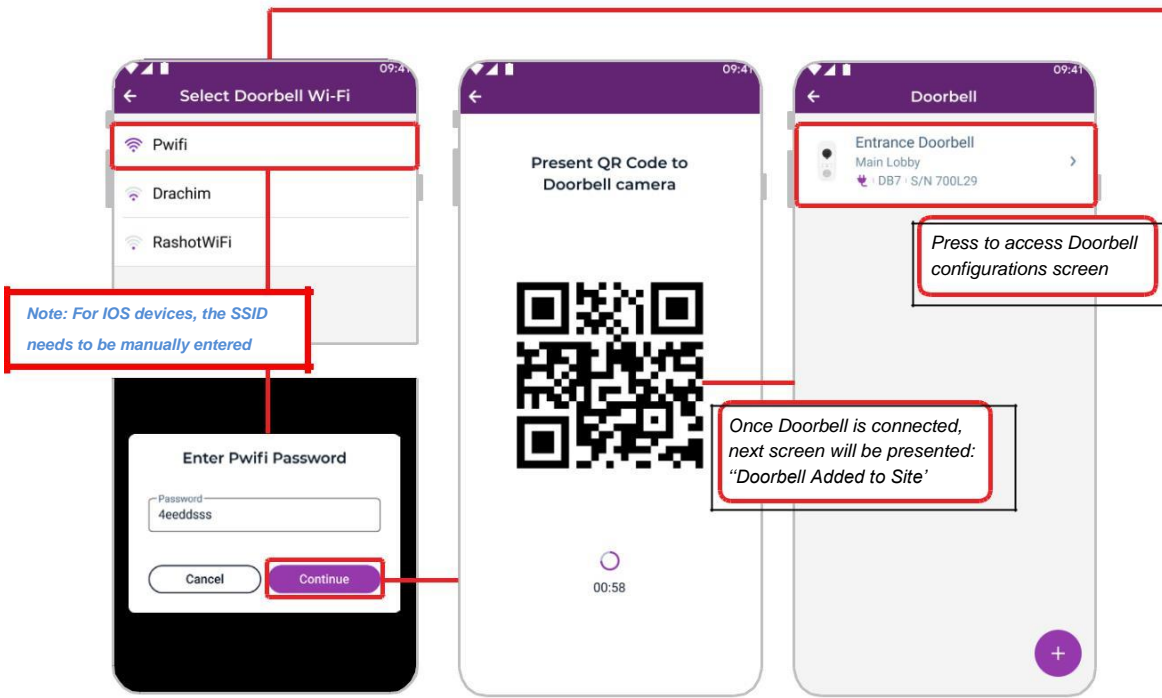 09:41
Select Doorbell Wi-Fi
Pwifi
Drachim
RashotWiFi
Note: For IOS devices, the SSID
needs to be manually entered
Enter Pwifi Password
Password
4eeddsss
Cancel
Continue
09:41
Present QR Code to
Doorbell camera
00:58
Once Doorbell is connected,
next screen will be presented:
“Doorbell Added to Site’
09:41
Doorbell
Entrance Doorbell
Main Lobby
DB7 S/N 700L29
Press to access Doorbell
configurations screen
+